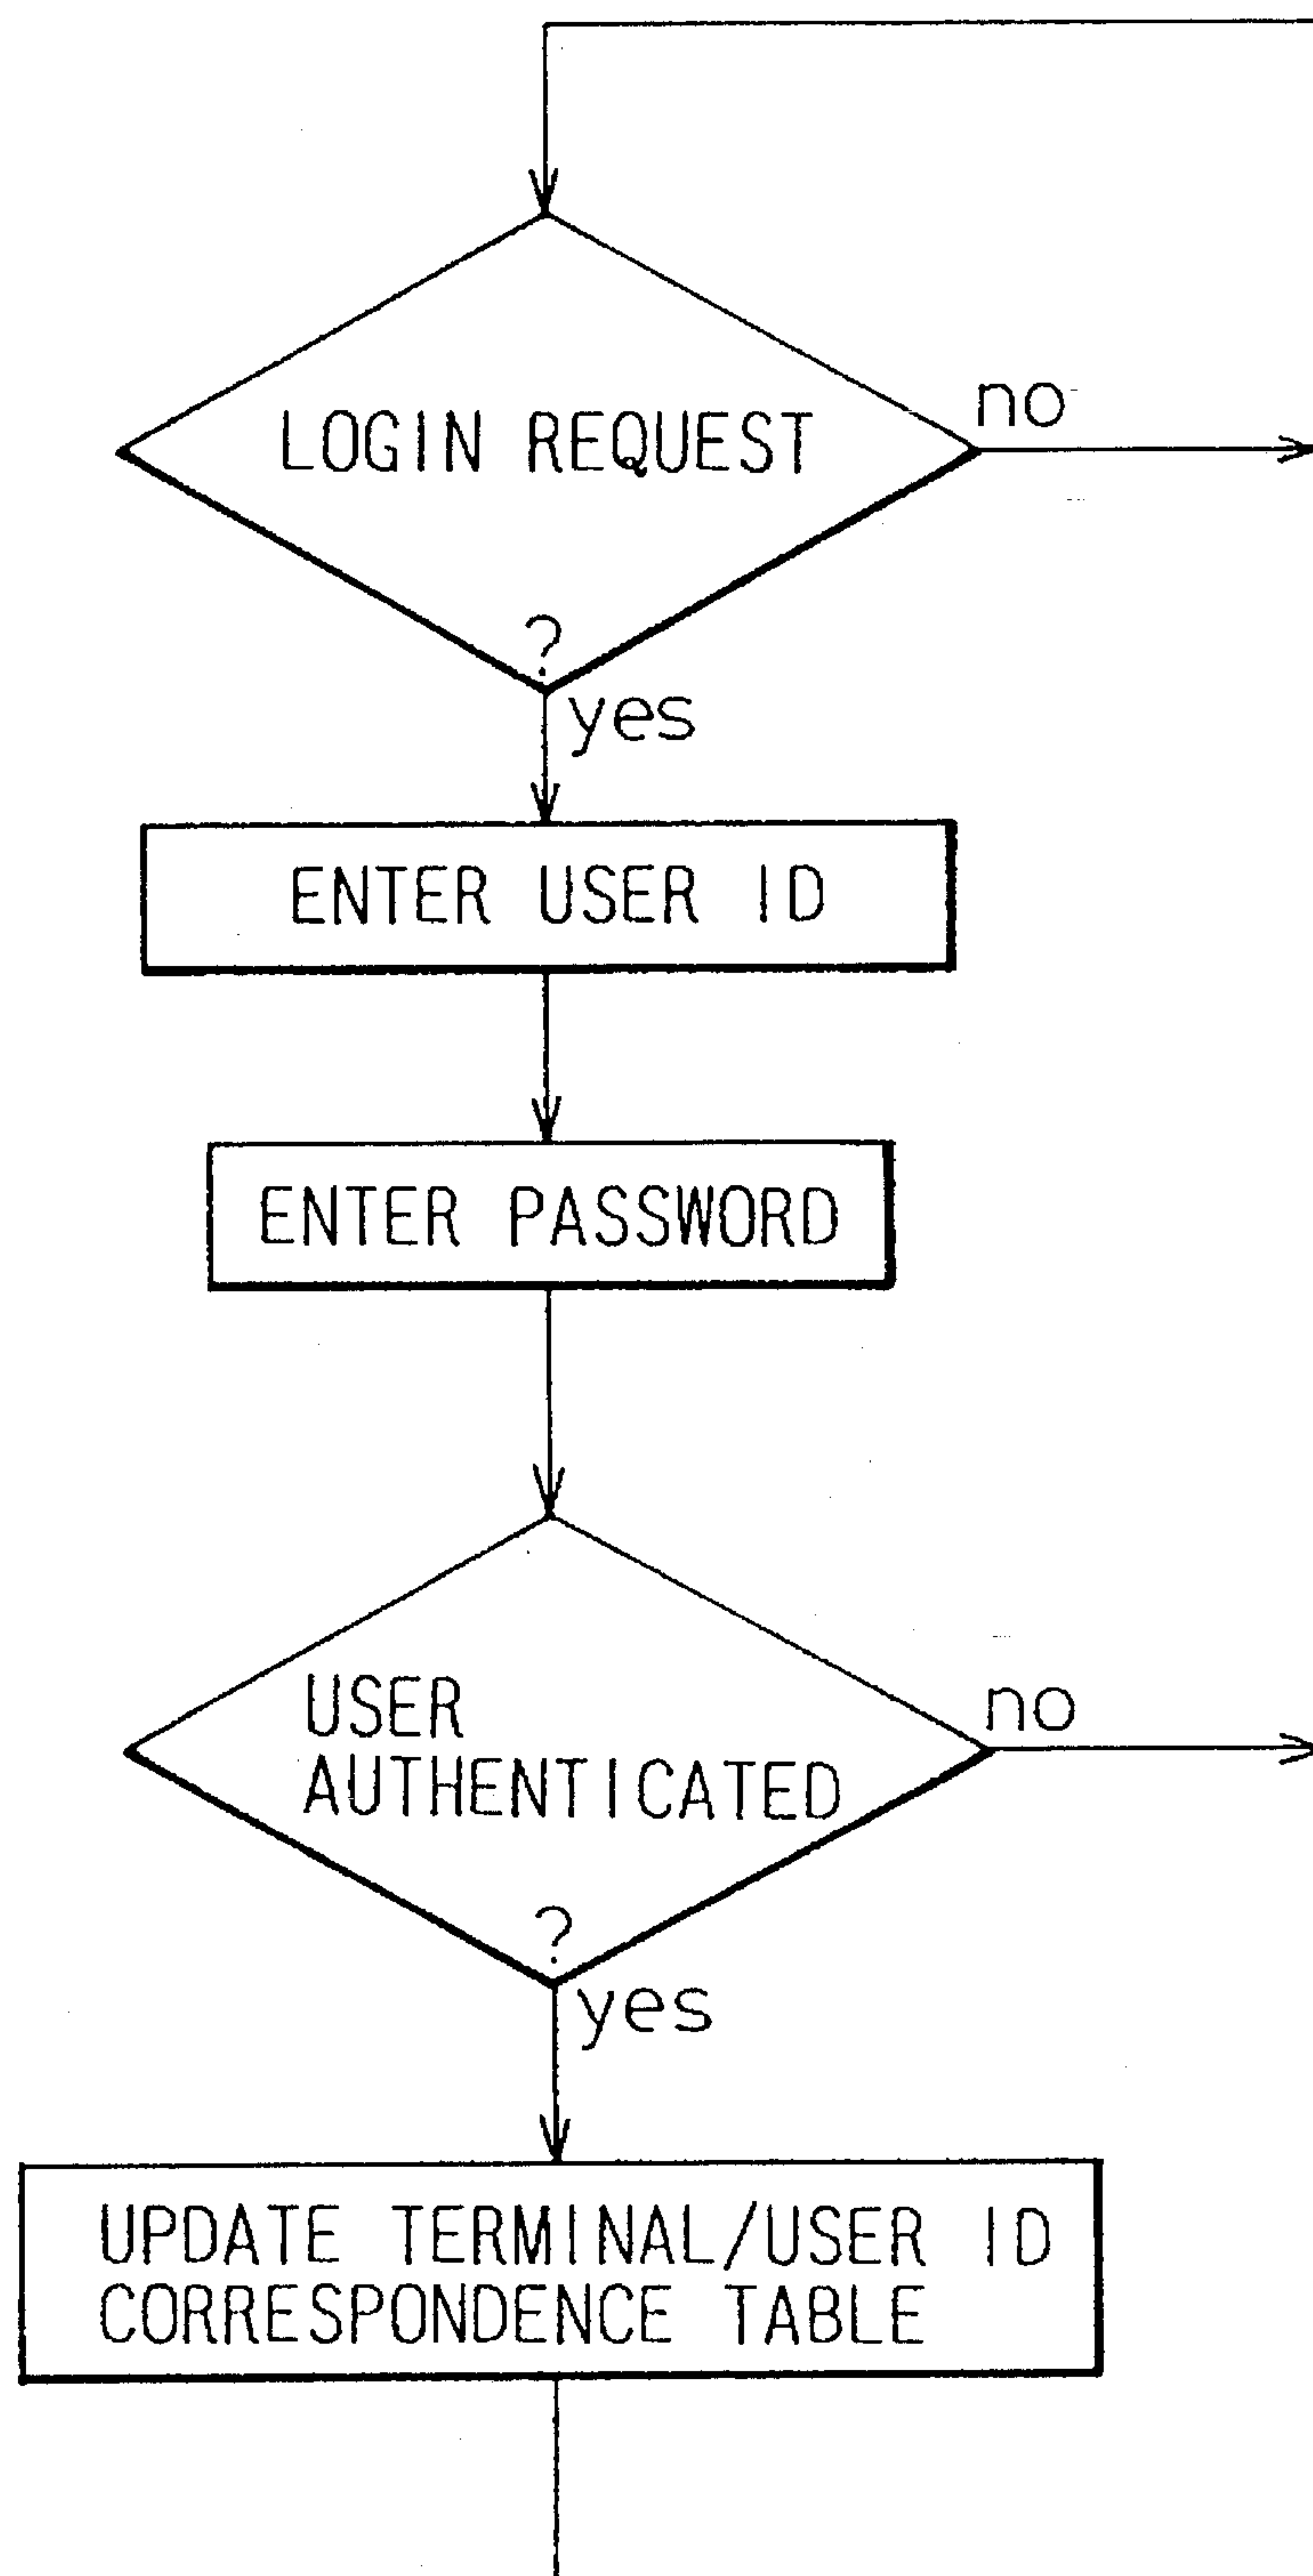 LOGIN REQUEST
no
?
yes
ENTER USER ID
ENTER PASSWORD
USER
AUTHENTICATED
no
?
yes
UPDATE TERMINAL/USER ID
CORRESPONDENCE TABLE